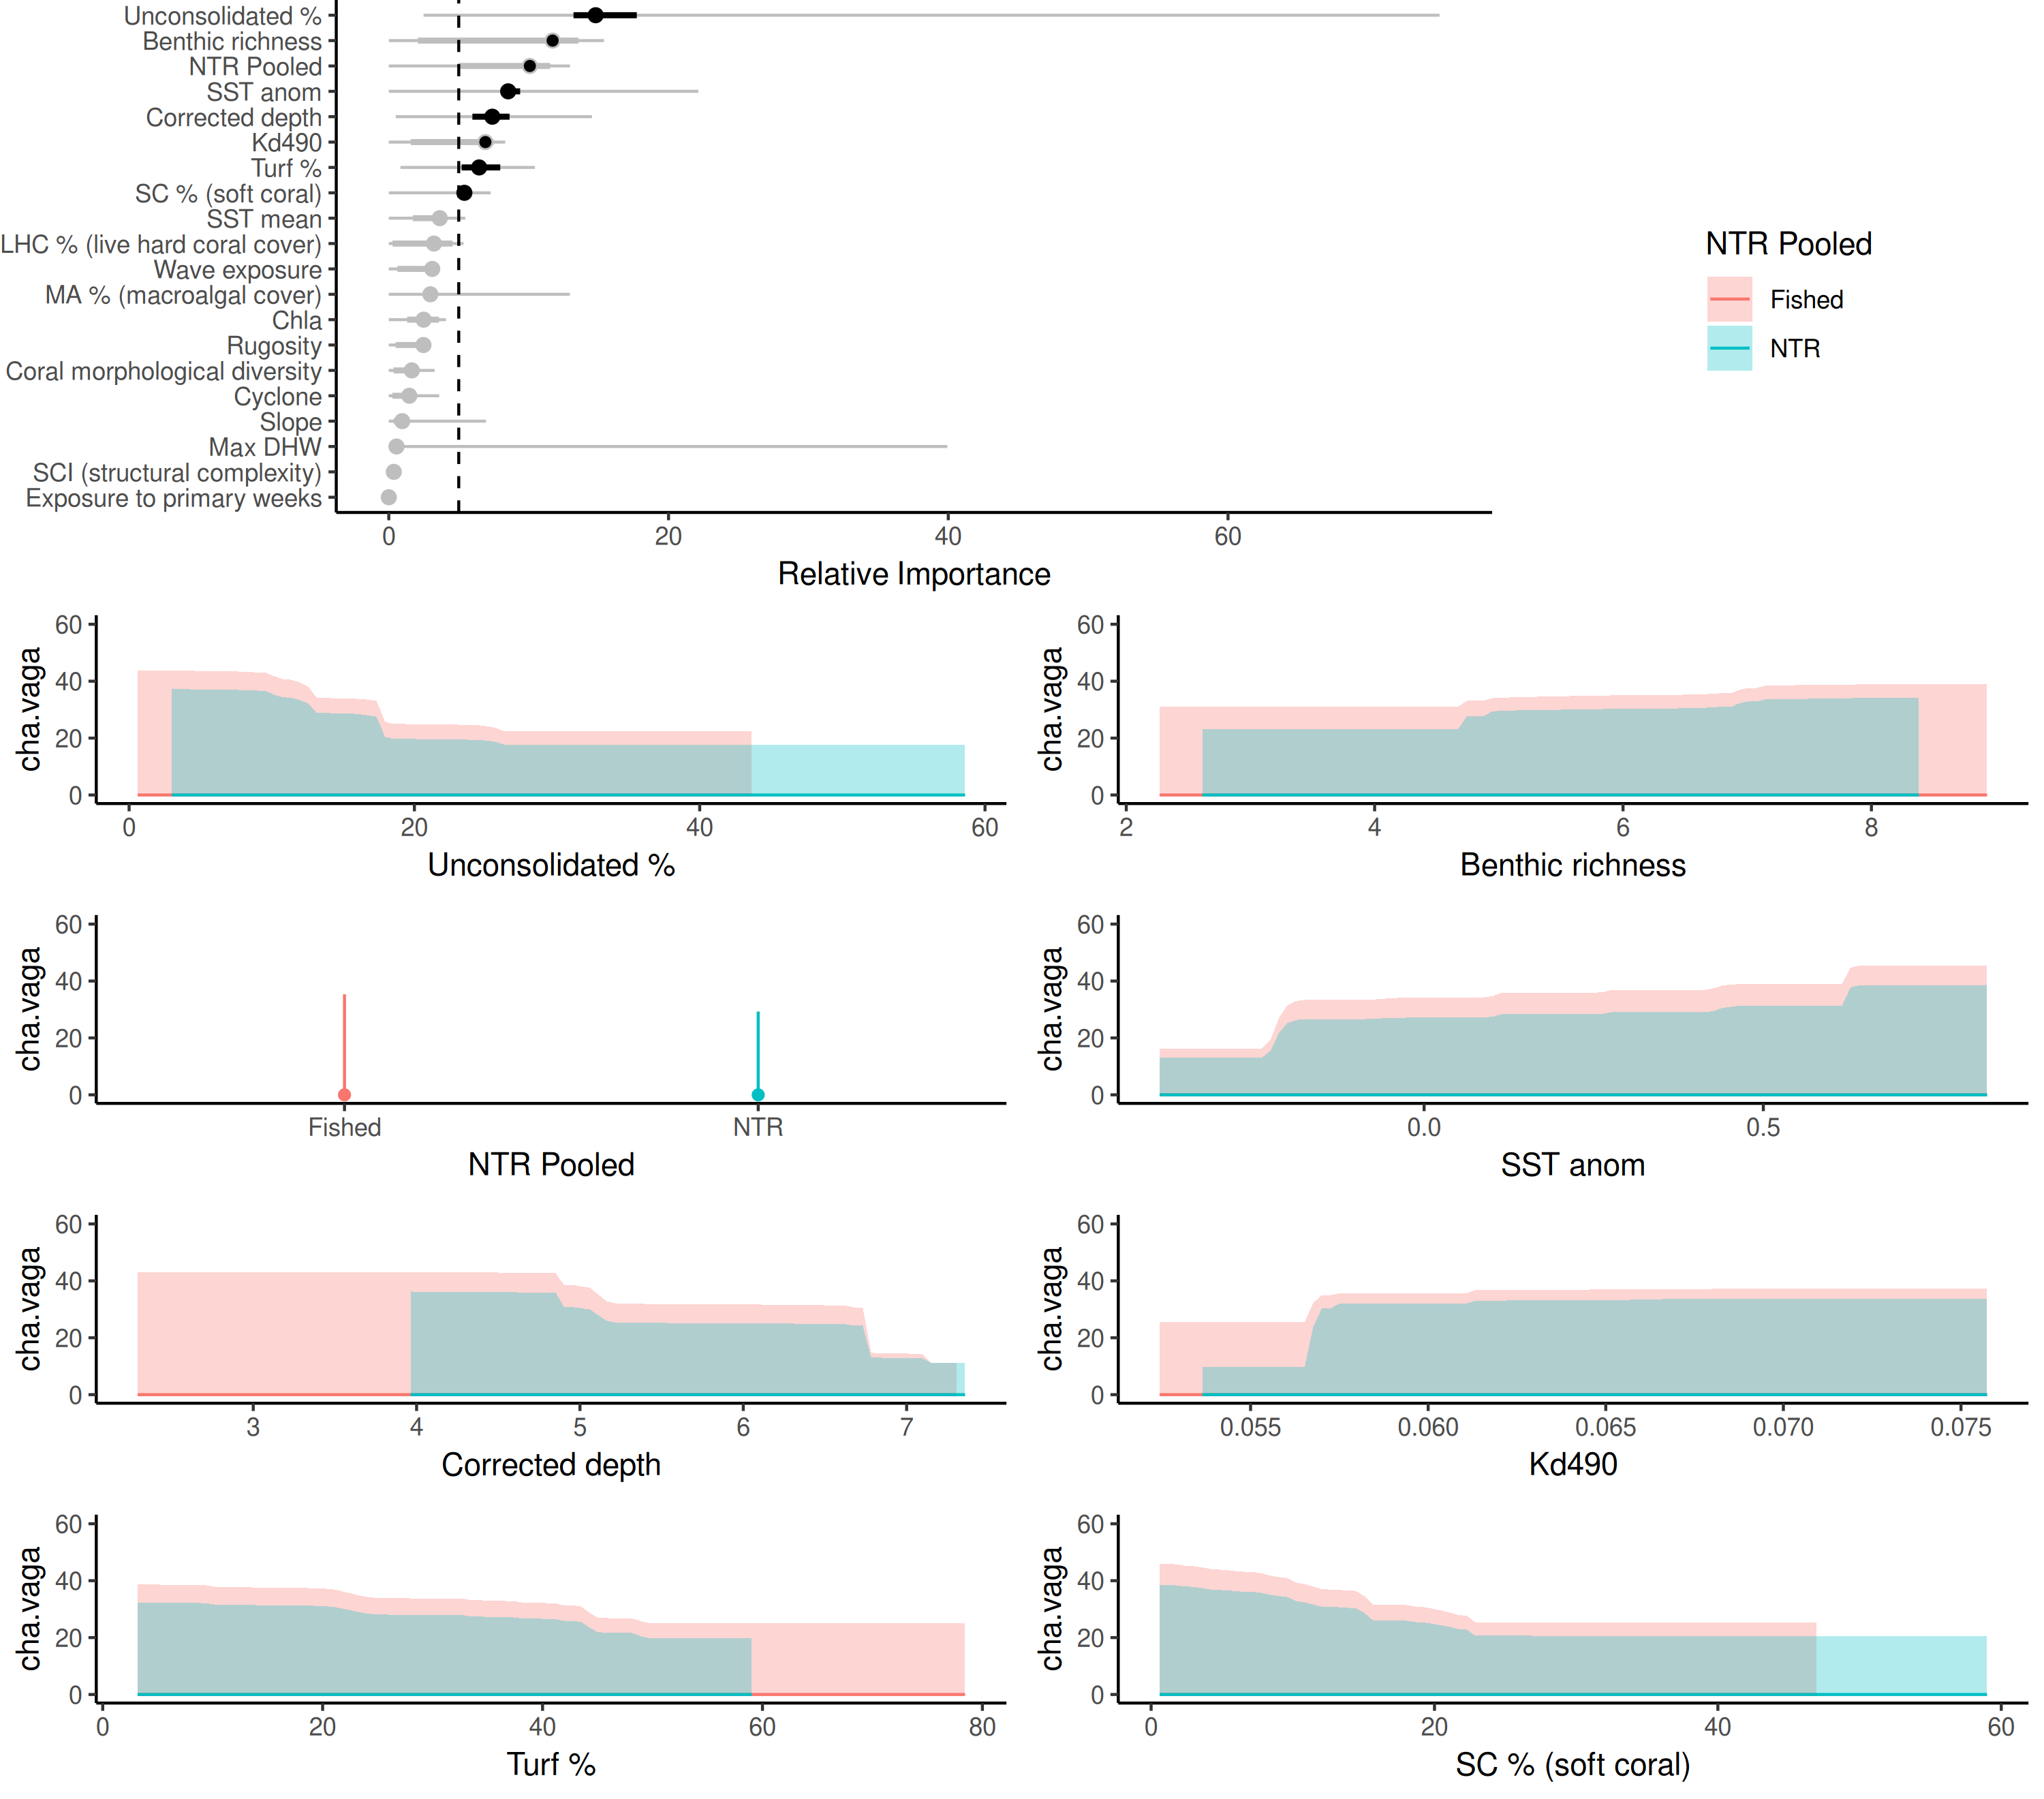 Unconsolidated %
Benthic richness
NTR Pooled
SST anom
Corrected depth
Kd490
Turf %
SC % (soft coral)
SST mean
LHC % (live hard coral cover)
Wave exposure
MA % (macroalgal cover)
Chla
Rugosity
Coral morphological diversity
Cyclone
Slope
Max DHW
SCI (structural complexity)
Exposure to primary weeks
0 20 40 60
Relative Importance
NTR Pooled
Fished
NTR
cha.vaga
60
40
20
0
0 20 40 60
Unconsolidated %
cha.vaga
60
40
20
0
2 4 6 8
Benthic richness
cha.vaga
60
40
20
0
Fished NTR
NTR Pooled
cha.vaga
60
40
20
0
0.0 0.5
SST anom
cha.vaga
60
40
20
0
3 4 5 6 7
Corrected depth
cha.vaga
60
40
20
0
0.055 0.060 0.065 0.070 0.075
Kd490
cha.vaga
60
40
20
0
0 20 40 60 80
Turf %
cha.vaga
60
40
20
0
0 20 40 60
SC % (soft coral)